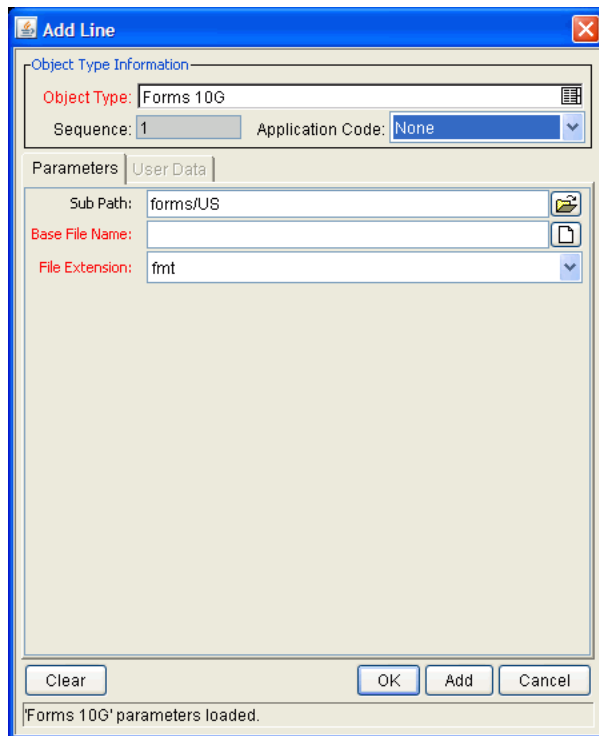 Add Line
Object Type Information
Object Type: Forms 10G
Sequence: 1 Application Code: None
Parameters User Data
Sub Path: forms/US
Base File Name:
File Extension: fmt
Clear OK Add Cancel
'Forms 10G' parameters loaded.